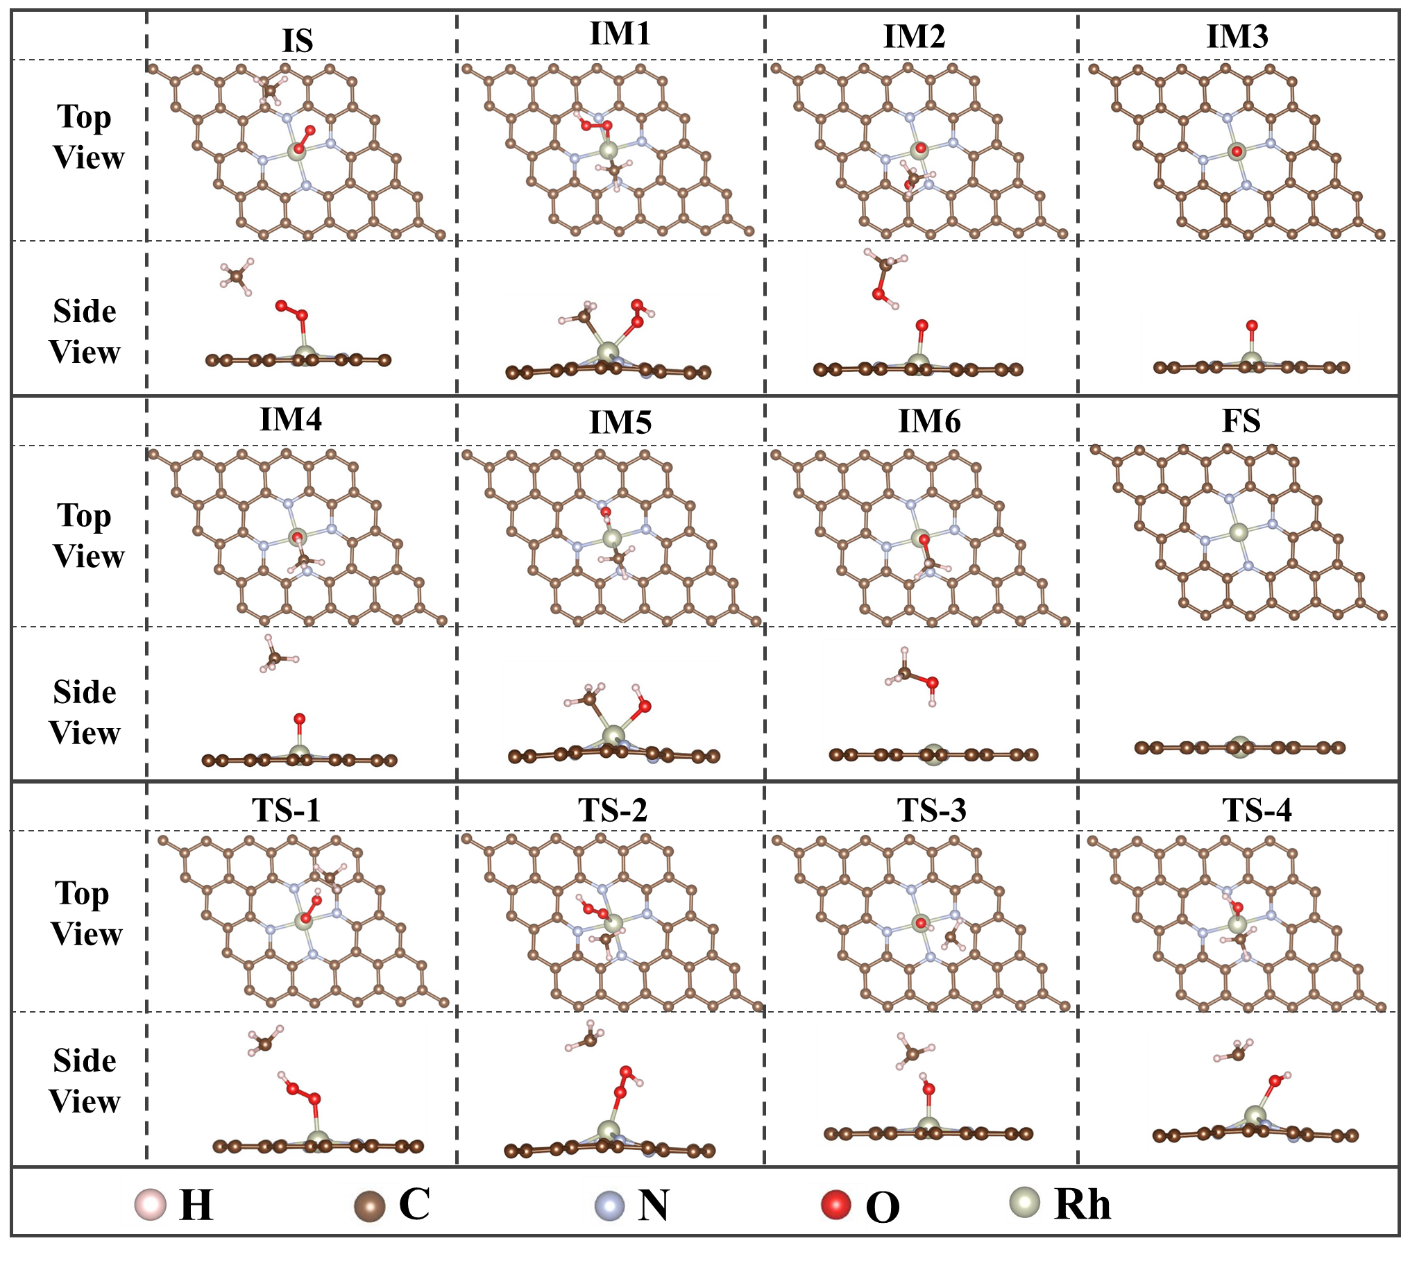 IS
IM1
IM2
IM3
Top
View
Side
View
IM4
IM5
IM6
FS
Top
View
Side
View
TS-1
TS-2
TS-3
TS-4
Top
View
Side
View
H
C
N
O
Rh